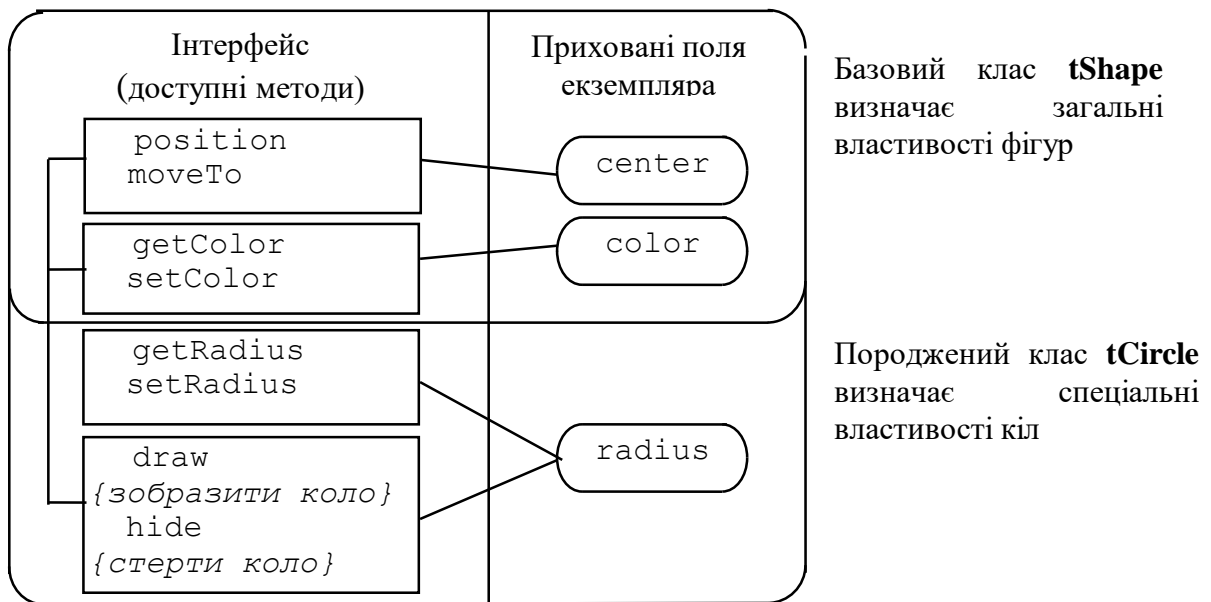 Інтерфейс
(доступні методи)
Приховані поля
екземпляра
position
moveTo
center
getColor
setColor
color
getRadius
setRadius
draw
{зобразити коло}
hide
{стерти коло}
radius
Базовий клас tShape
визначає загальні
властивості фігур
Породжений клас tCircle
визначає спеціальні
властивості кіл